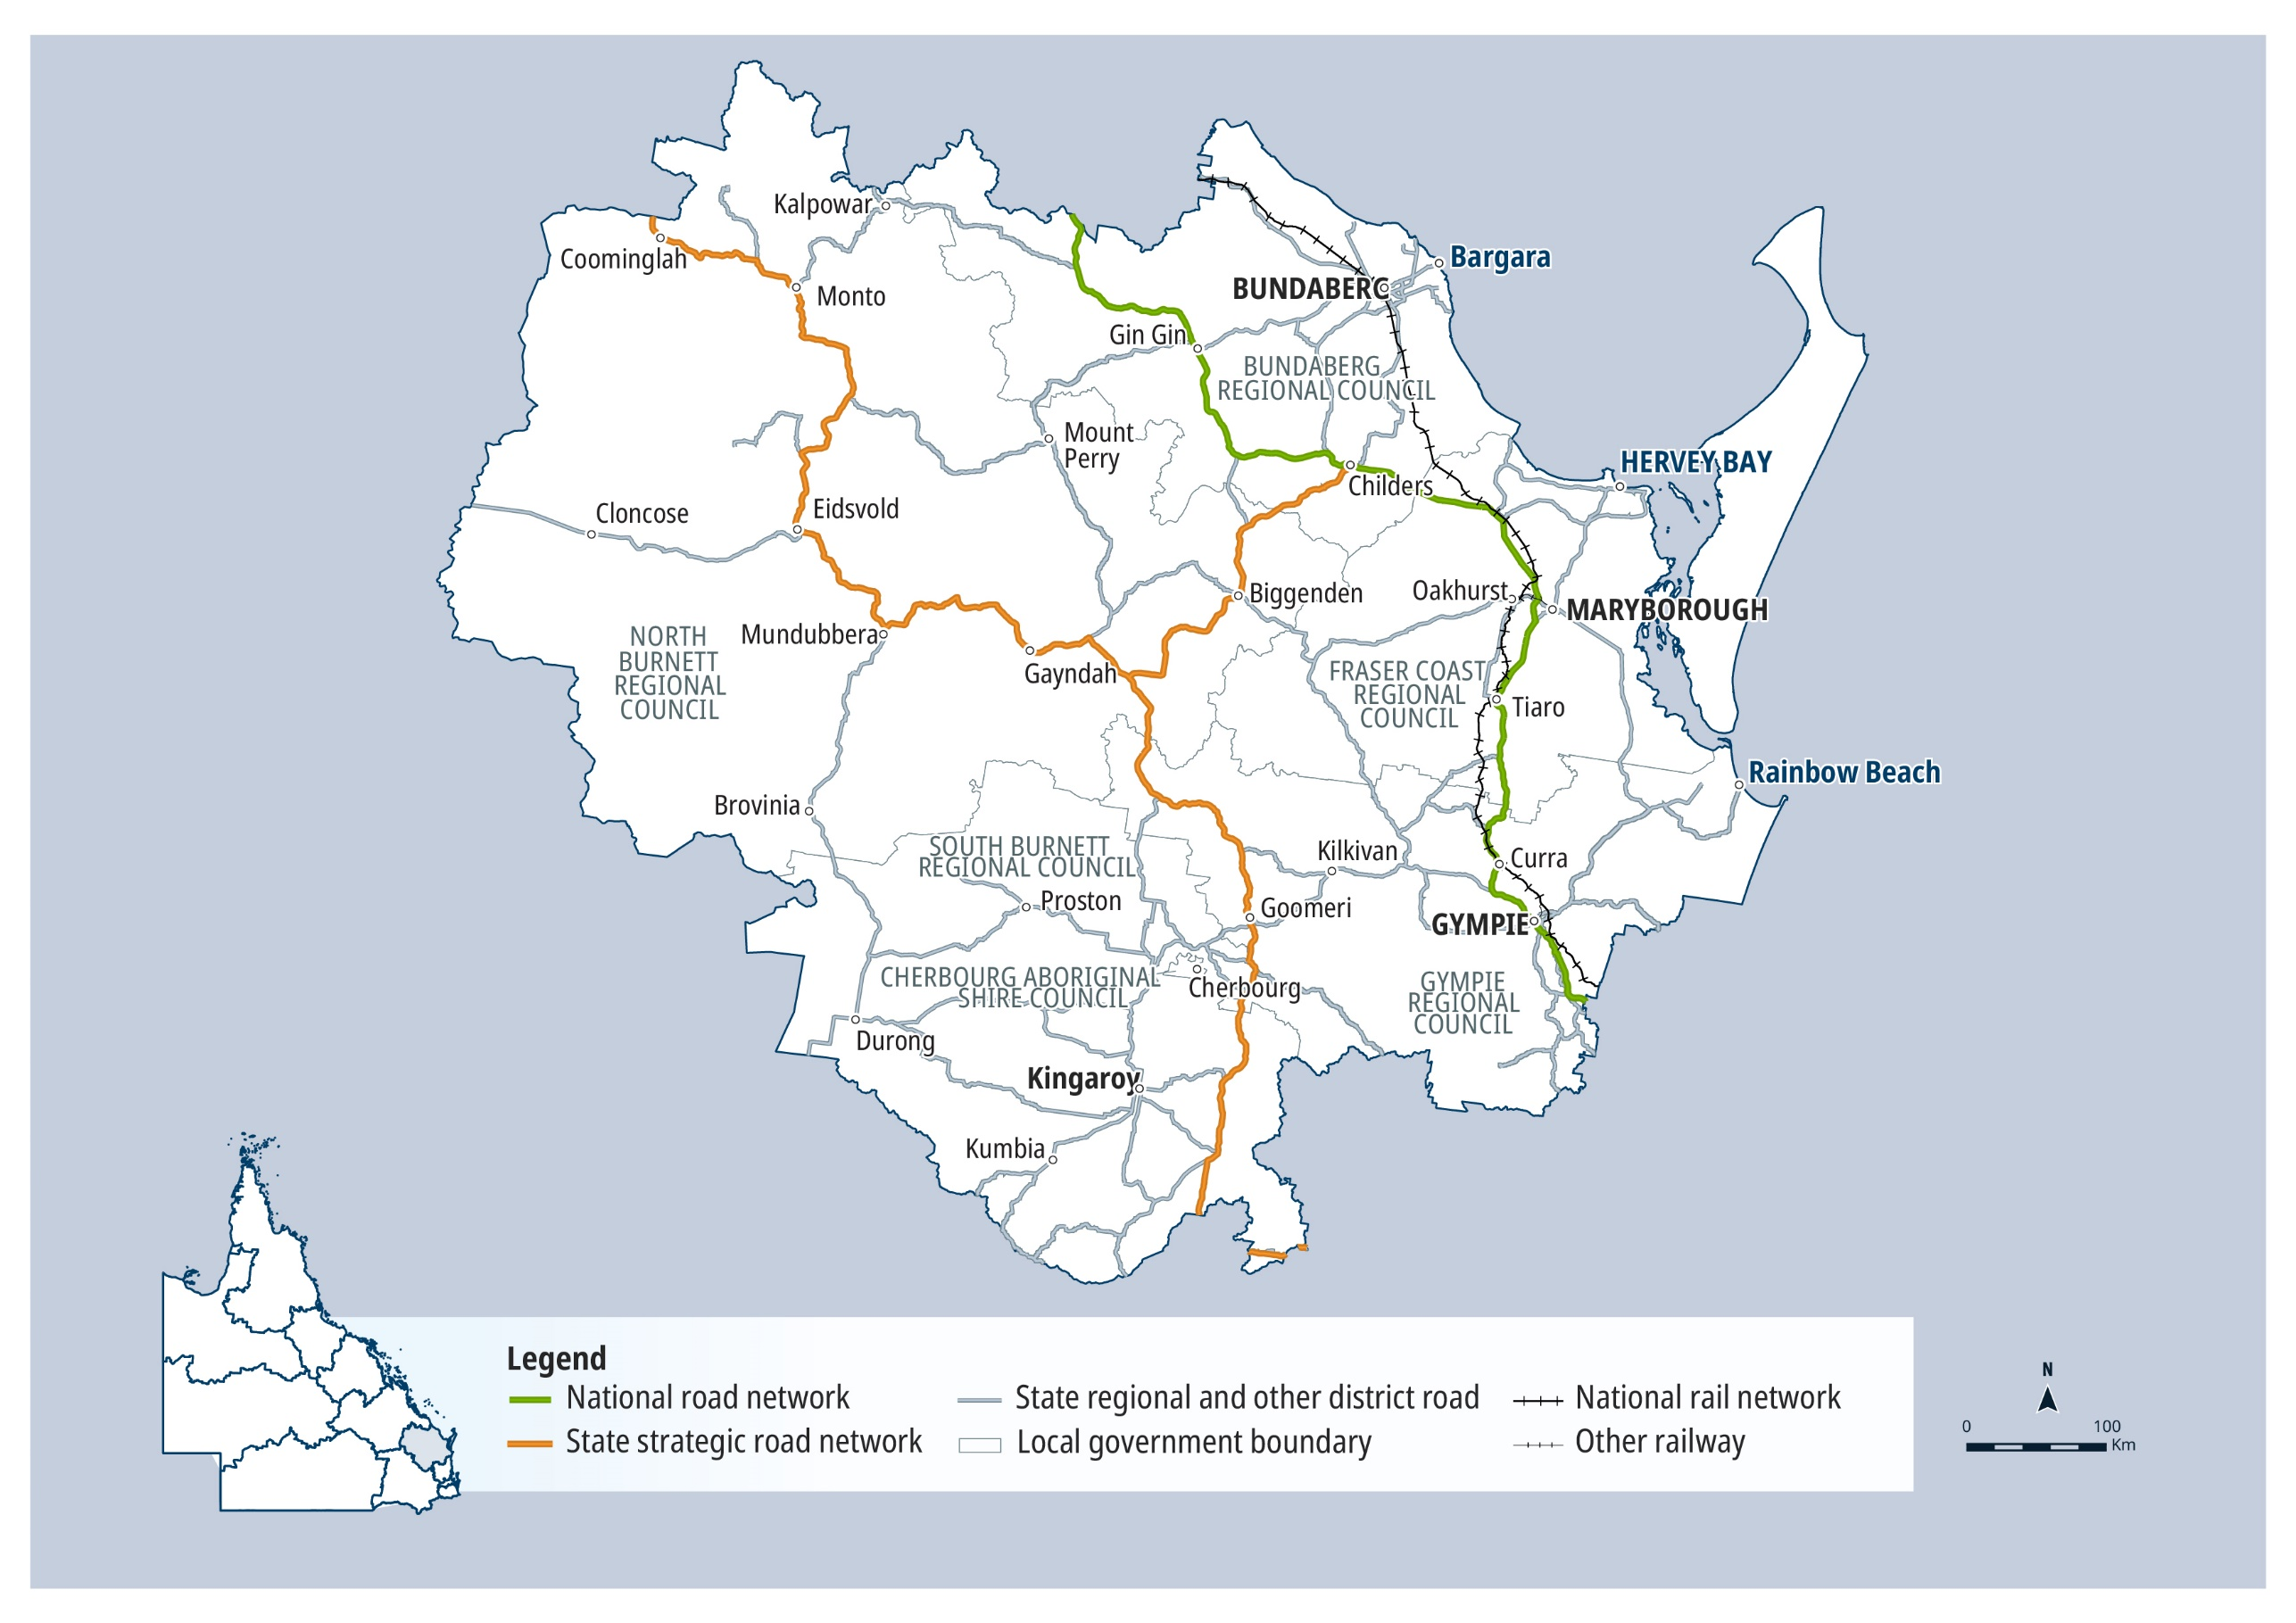 Kalpowar
Coominglah
Monto
Bargara
BUNDABERG
Gin Gin
BUNDABERG
REGIONAL COUNCIL
Mount
Perry
HERVEY BAY
Childers
Eidsvold
Cloncose
Biggenden
Oakhurst
MARYBOROUGH
Mundubbera
NORTH
BURNETT
REGIONAL
COUNCIL
Gayndah
FRASER COAST
REGIONAL
COUNCIL
Tiaro
Rainbow Beach
Brovinia
SOUTH BURNETT
REGIONAL COUNCIL
Kilkivan
Curra
Proston
Goomeri
GYMPIE
CHERBOURG ABORIGINAL
SHIRE COUNCIL
Cherbourg
GYMPIE
REGIONAL
COUNCIL
Durong
Kingaroy
Kumbia
Legend
National road network
State strategic road network
State regional and other district road
Local government boundary
National rail network
Other railway
N
0 100
Km